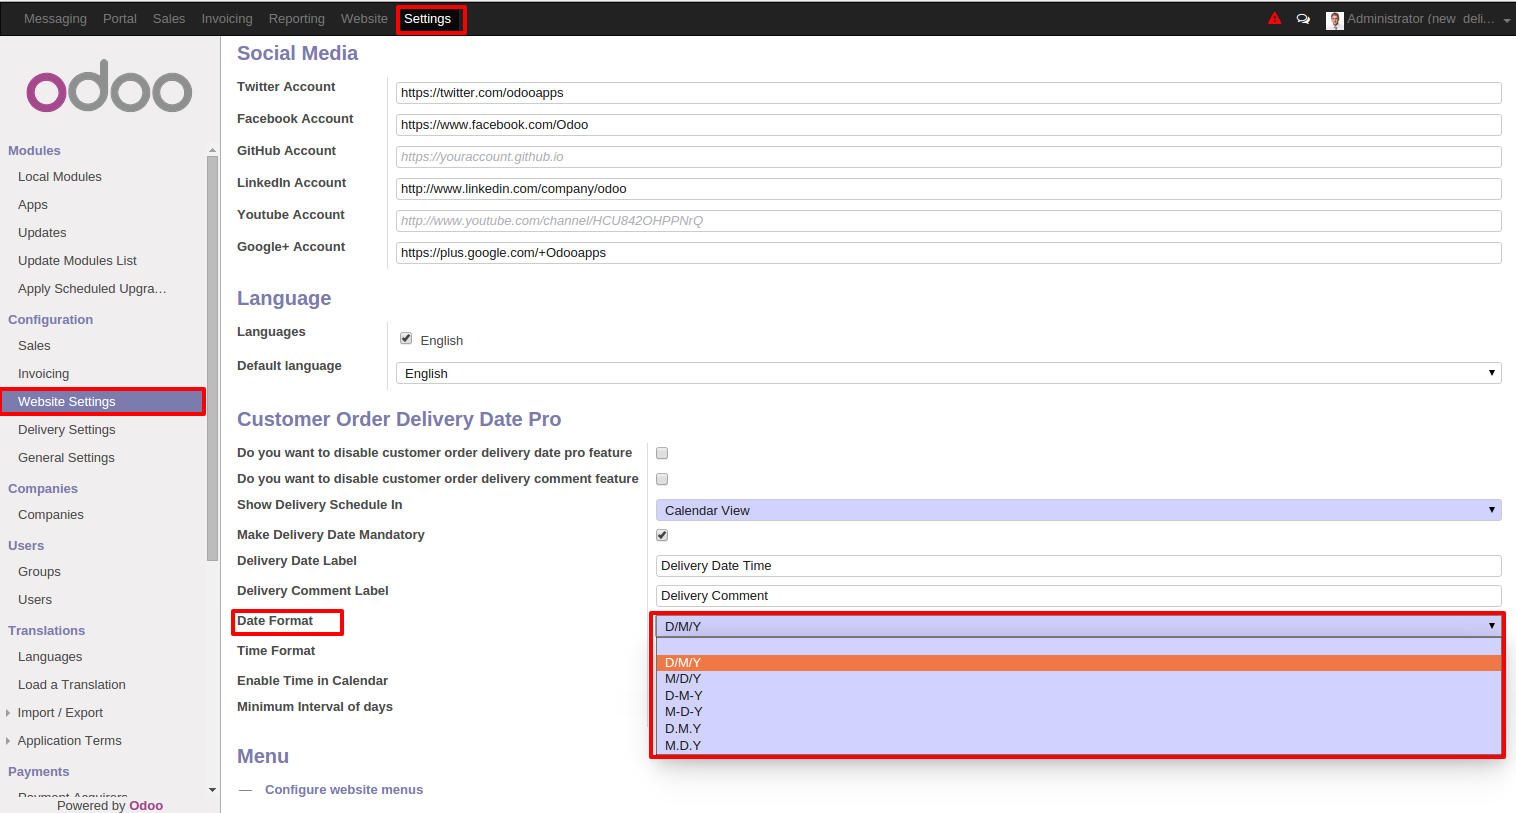 Messaging Portal Sales Invoicing Reporting Website Settings Administrator (new_deli...
odoo
Modules
Local Modules
Apps
Updates
Update Modules List
Apply Scheduled Upgra...
Configuration
Sales
Invoicing
Website Settings
Delivery Settings
General Settings
Companies
Companies
Users
Groups
Users
Translations
Languages
Load a Translation
Import / Export
Application Terms
Payments
Payment Acquirers
Powered by Odoo
Social Media
Twitter Account https://twitter.com/odooapps
Facebook Account https://www.facebook.com/Odoo
GitHub Account https://youraccount.github.io
LinkedIn Account http://www.linkedin.com/company/odoo
Youtube Account http://www.youtube.com/channel/HCU842OHPPNrQ
Google+ Account https://plus.google.com/+Odooapps
Language
Languages English
Default language English
Customer Order Delivery Date Pro
Do you want to disable customer order delivery date pro feature
Do you want to disable customer order delivery comment feature
Show Delivery Schedule In Calendar View
Make Delivery Date Mandatory
Delivery Date Label Delivery Date Time
Delivery Comment Label Delivery Comment
Date Format D/M/Y
Time Format
Enable Time in Calendar
Minimum Interval of days
D/M/Y
M/D/Y
D-M-Y
M-D-Y
D.M.Y
M.D.Y
Menu
Configure website menus